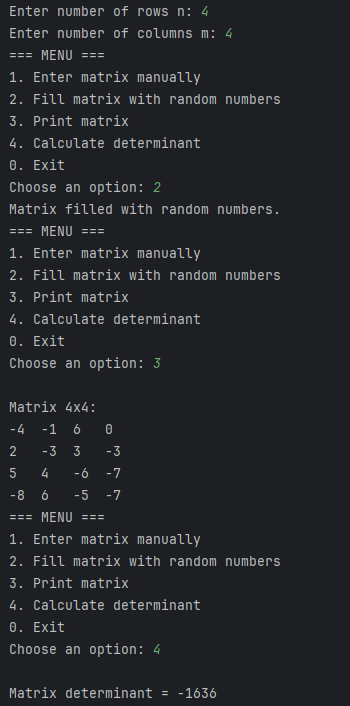 Enter number of rows n: 4
Enter number of columns m: 4
=== MENU ===
1. Enter matrix manually
2. Fill matrix with random numbers
3. Print matrix
4. Calculate determinant
0. Exit
Choose an option: 2
Matrix filled with random numbers.
=== MENU ===
1. Enter matrix manually
2. Fill matrix with random numbers
3. Print matrix
4. Calculate determinant
0. Exit
Choose an option: 3
Matrix 4x4:
-4 -1 6 0
2 -3 3 -3
5 4 -6 -7
-8 6 -5 -7
=== MENU ===
1. Enter matrix manually
2. Fill matrix with random numbers
3. Print matrix
4. Calculate determinant
0. Exit
Choose an option: 4
Matrix determinant = -1636